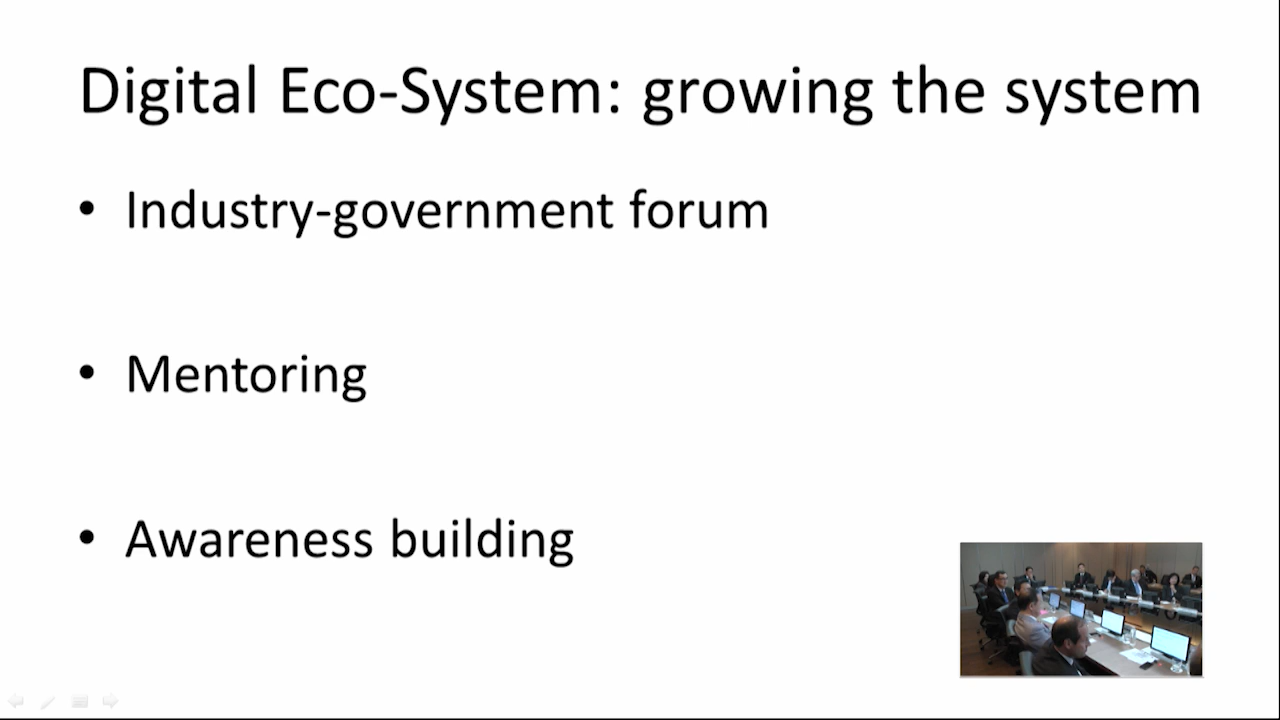 Digital Eco-System: growing the system
• Industry-government forum
• Mentoring
• Awareness building